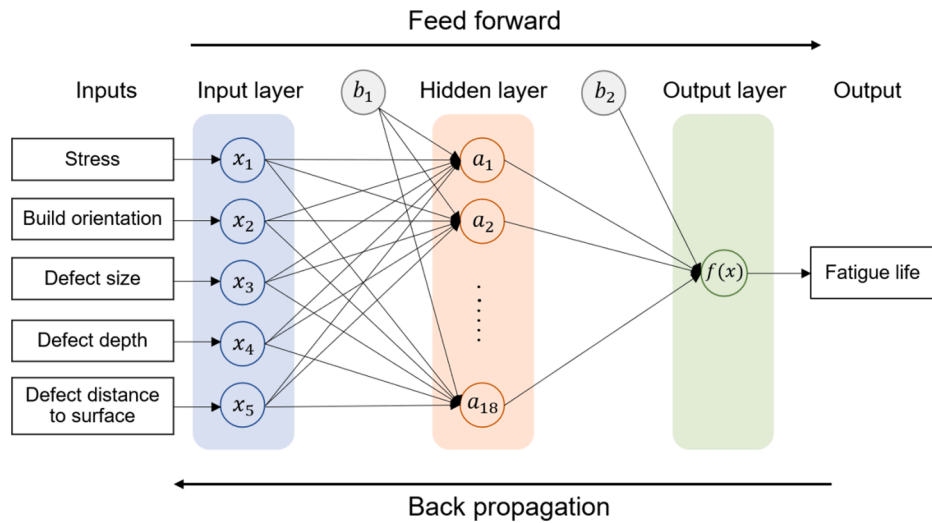 Feed forward
Inputs
Input layer
b₁
Hidden layer
b₂
Output layer
Output
Stress
x₁
a₁
Build orientation
x₂
a₂
Defect size
x₃
f(x)
Fatigue life
Defect depth
x₄
Defect distance
to surface
x₅
a₁₈
Back propagation